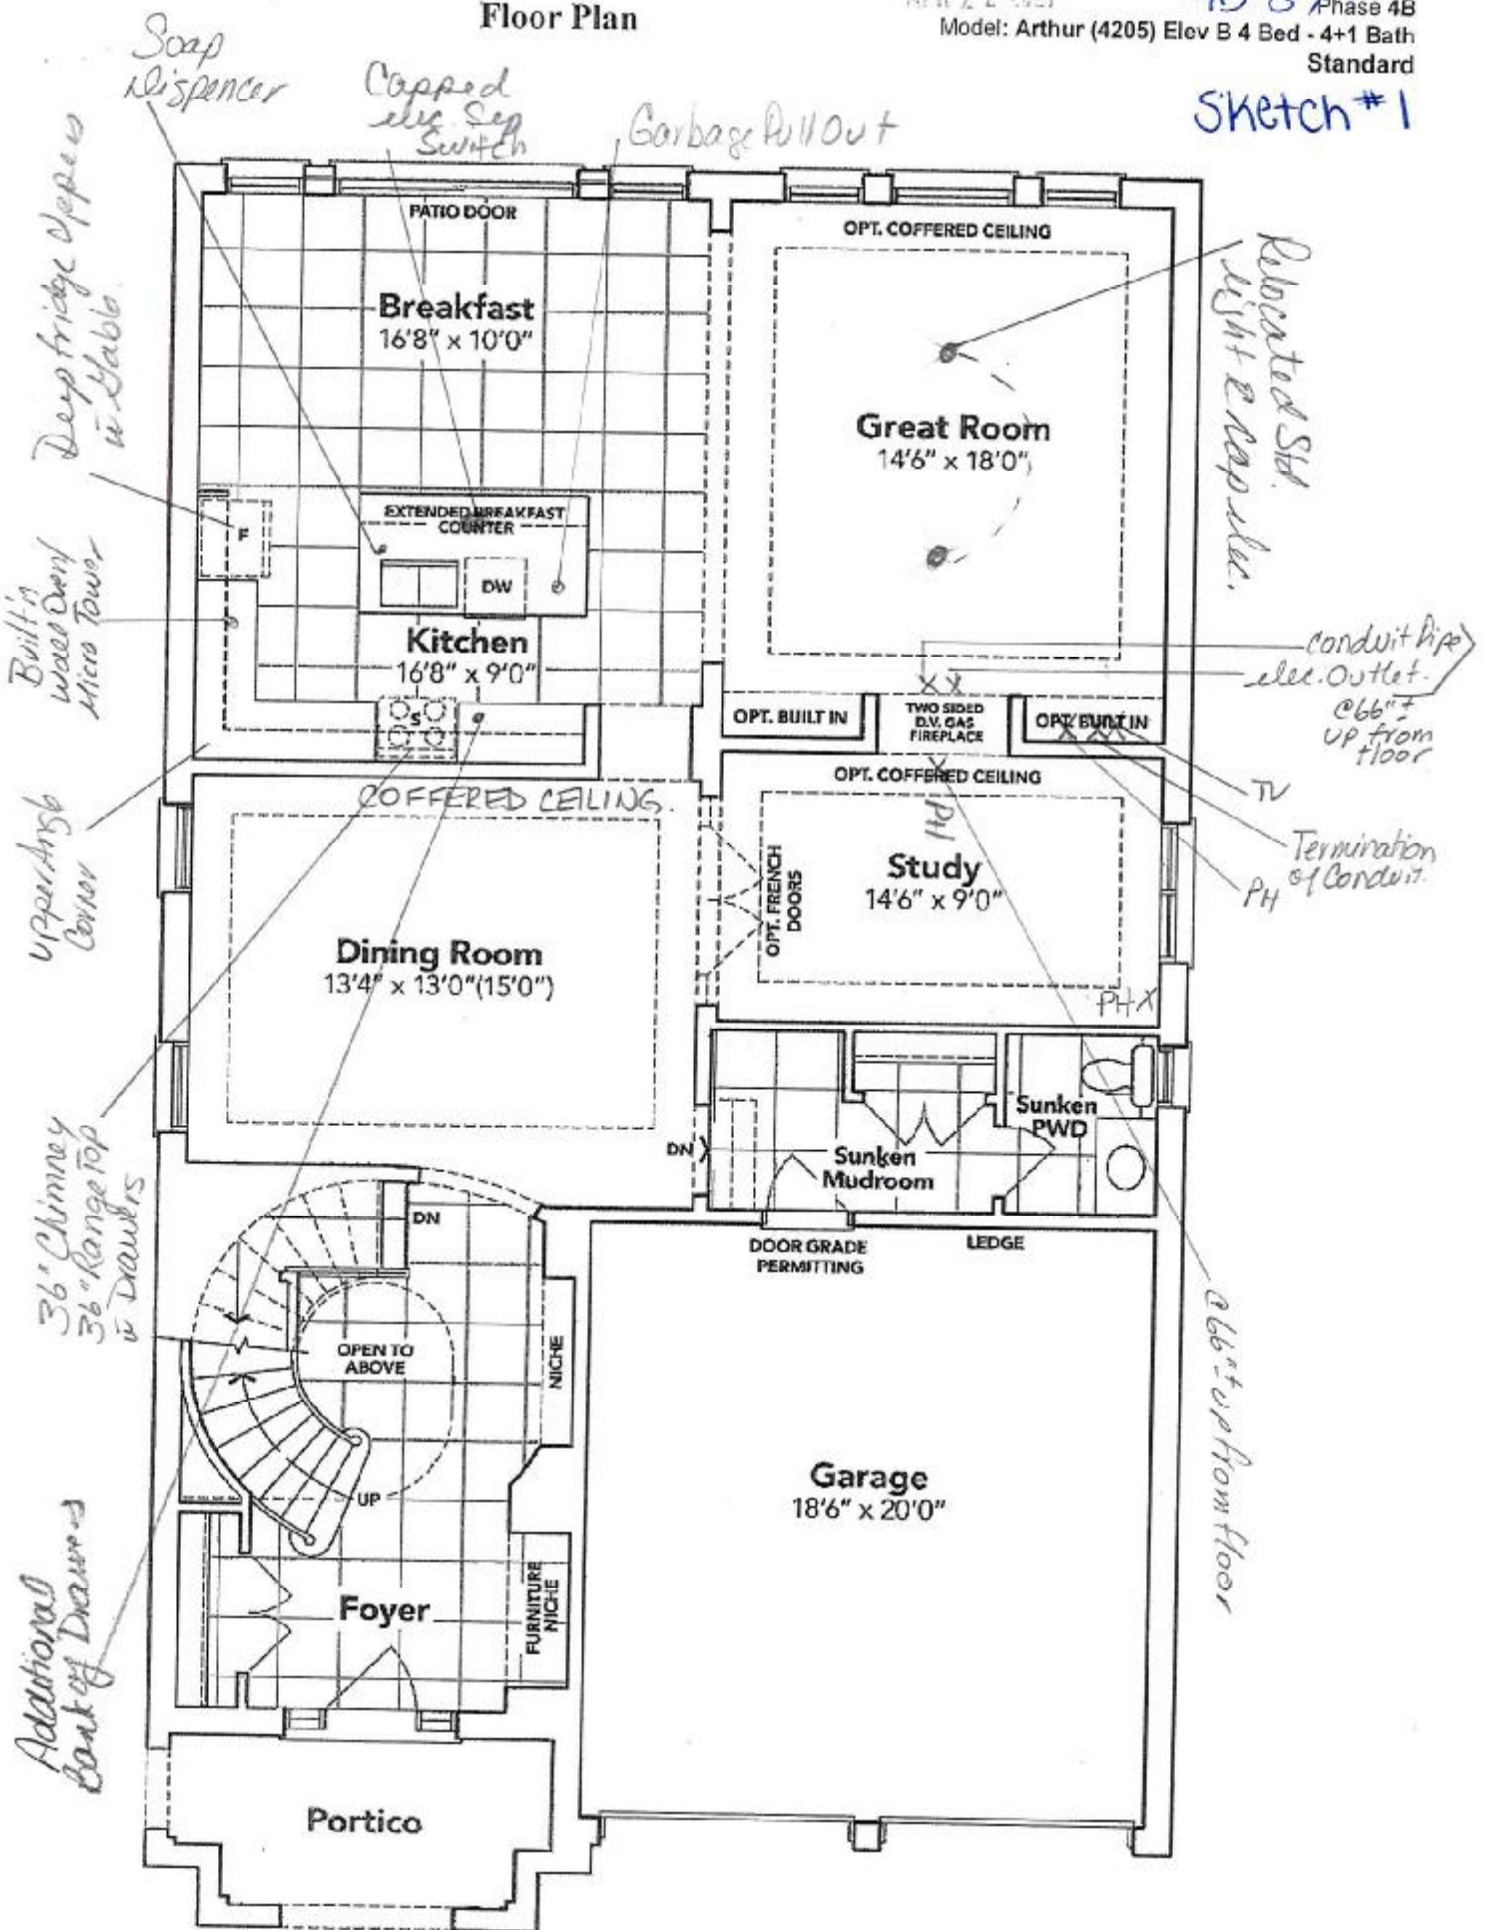 Floor Plan
Phase 4B
Model: Arthur (4205) Elev B 4 Bed - 4+1 Bath
Standard
Sketch #1
Soap
Dispencer
Capped
elec. Sep
Switch
Garbage Pull Out
Deep fridge Uppers
w Gable
PATIO DOOR
OPT. COFFERED CEILING
Relocated Std
light & cap elec.
Breakfast
16'8" x 10'0"
Great Room
14'6" x 18'0"
F
EXTENDED BREAKFAST
COUNTER
DW
Built-in
Wall Oven/
Micro Tower
Kitchen
16'8" x 9'0"
S
Conduit Pipe
elec. Outlet
@66"±
up from
floor
XX
OPT. BUILT IN
TWO SIDED
D.V. GAS
FIREPLACE
OPT. BUILT IN
XXX
X
PH
TV
Termination
of Conduit.
PH
Upper Angle
Corner
COFFERED CEILING.
OPT. COFFERED CEILING
OPT. FRENCH
DOORS
Study
14'6" x 9'0"
PH X
Dining Room
13'4" x 13'0"(15'0")
36" Chimney
36" Range Top
w Drawers
DN
Sunken
Mudroom
Sunken
PWD
DN
DOOR GRADE
PERMITTING
LEDGE
@66"± up from floor
OPEN TO
ABOVE
NICHE
UP
Garage
18'6" x 20'0"
Additional
Bank of Drawers
Foyer
FURNITURE
NICHE
Portico